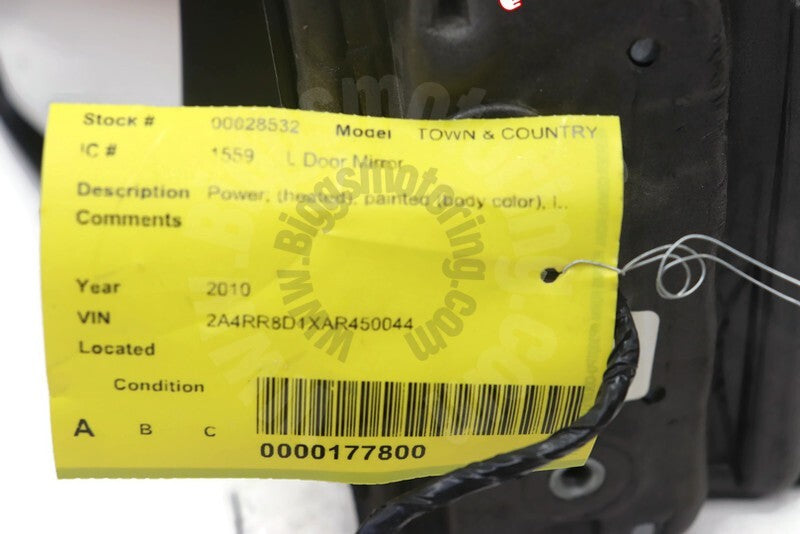 Stock # 00028532 Model TOWN & COUNTRY
IC # 1559 L Door Mirror
Description Power, (heated), painted (body color), l..
Comments
Year 2010
VIN 2A4RR8D1XAR450044
Located
Condition
A B C
0000177800
www.Biggsmotoring.com